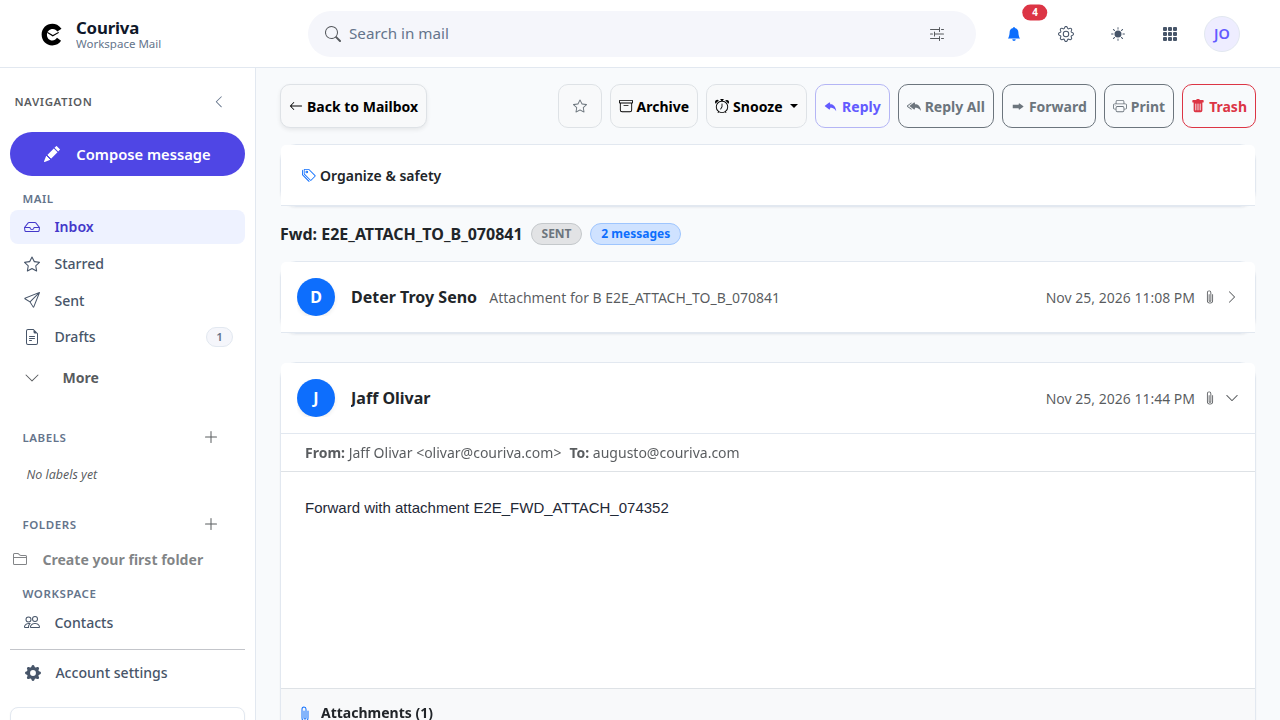 Couriva
Workspace Mail
Search in mail
4
JO
NAVIGATION
Compose message
MAIL
Inbox
Starred
Sent
Drafts
1
More
LABELS
No labels yet
FOLDERS
Create your first folder
WORKSPACE
Contacts
Account settings
Back to Mailbox
Archive
Snooze
Reply
Reply All
Forward
Print
Trash
Organize & safety
Fwd: E2E_ATTACH_TO_B_070841 SENT 2 messages
D Deter Troy Seno Attachment for B E2E_ATTACH_TO_B_070841 Nov 25, 2026 11:08 PM
J Jaff Olivar Nov 25, 2026 11:44 PM
From: Jaff Olivar <olivar@couriva.com> To: augusto@couriva.com
Forward with attachment E2E_FWD_ATTACH_074352
Attachments (1)